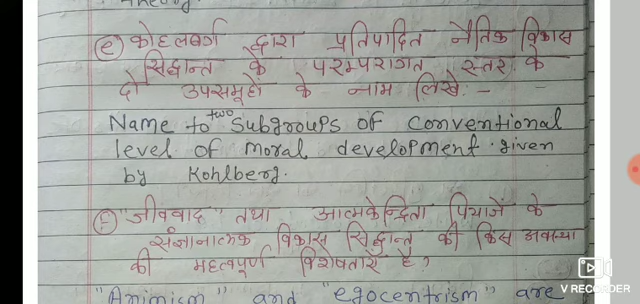 theory.
(e) कोहलबर्ग द्वारा प्रतिपादित नैतिक विकास
सिद्धान्त के परम्परागत स्तर के
दो उपसमूहों के नाम लिखे:-
Name to two Subgroups of conventional
level of moral development given
by Kohlberg.
(f) "जीववाद" तथा आत्मकेन्द्रिता पियाजे के
संज्ञानात्मक विकास सिद्धान्त की किस अवस्था
की महत्वपूर्ण विशेषताएँ है?
"Animism" and "egocentrism" are
V RECORDER